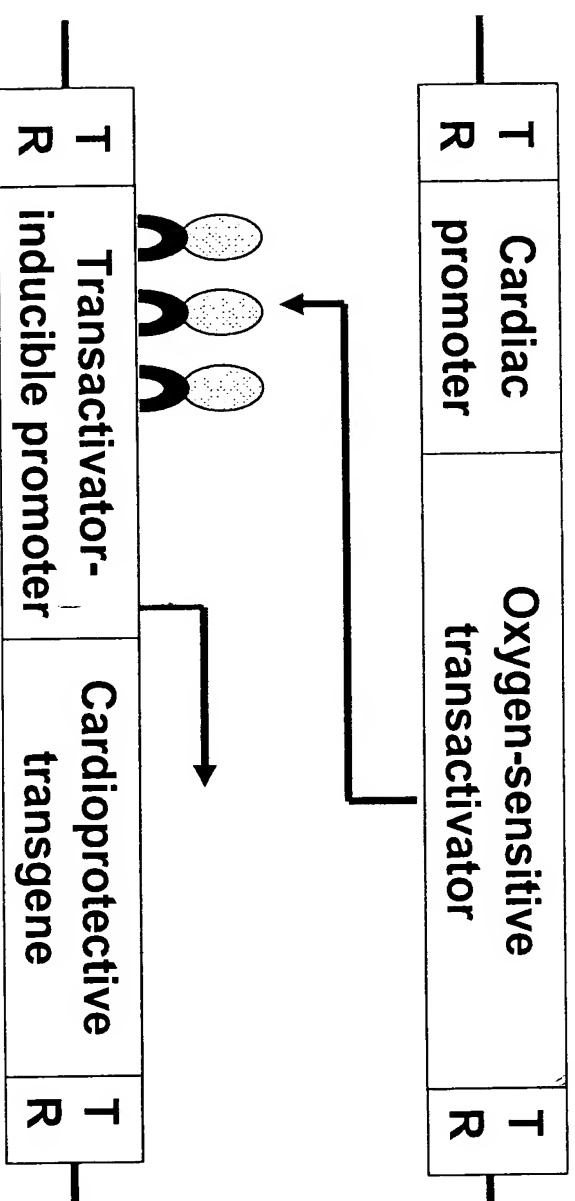 T
R
Cardiac
promoter
Oxygen-sensitive
transactivator
T
R
T
R
Transactivator-
inducible promoter
Cardioprotective
transgene
T
R